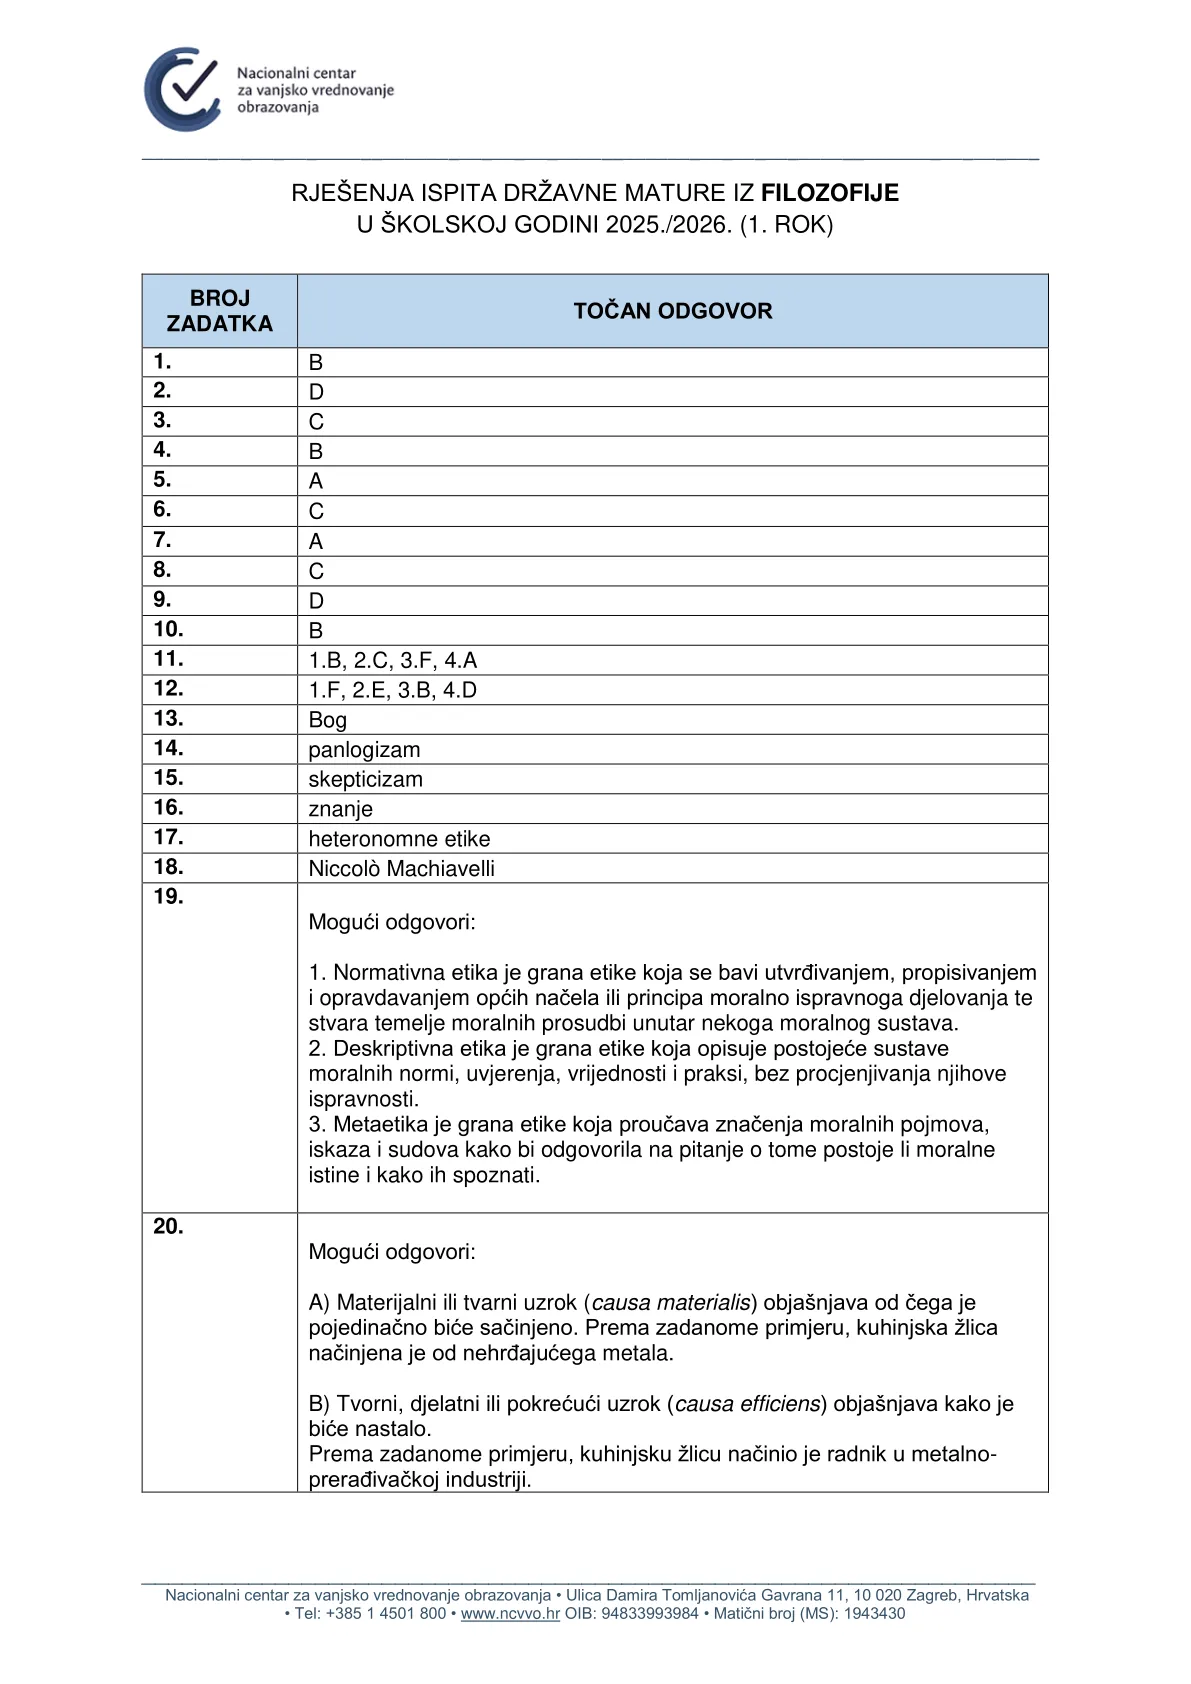 Nacionalni centar
za vanjsko vrednovanje
obrazovanja
RJEŠENJA ISPITA DRŽAVNE MATURE IZ FILOZOFIJE
U ŠKOLSKOJ GODINI 2025./2026. (1. ROK)
BROJ
ZADATKA
TOČAN ODGOVOR
1.
B
2.
D
3.
C
4.
B
5.
A
6.
C
7.
A
8.
C
9.
D
10.
B
11.
1.B, 2.C, 3.F, 4.A
12.
1.F, 2.E, 3.B, 4.D
13.
Bog
14.
panlogizam
15.
skepticizam
16.
znanje
17.
heteronomne etike
18.
Niccolò Machiavelli
19.
Mogući odgovori:
1. Normativna etika je grana etike koja se bavi utvrđivanjem, propisivanjem
i opravdavanjem općih načela ili principa moralno ispravnoga djelovanja te
stvara temelje moralnih prosudbi unutar nekoga moralnog sustava.
2. Deskriptivna etika je grana etike koja opisuje postojeće sustave
moralnih normi, uvjerenja, vrijednosti i praksi, bez procjenjivanja njihove
ispravnosti.
3. Metaetika je grana etike koja proučava značenja moralnih pojmova,
iskaza i sudova kako bi odgovorila na pitanje o tome postoje li moralne
istine i kako ih spoznati.
20.
Mogući odgovori:
A) Materijalni ili tvarni uzrok (causa materialis) objašnjava od čega je
pojedinačno biće sačinjeno. Prema zadanome primjeru, kuhinjska žlica
načinjena je od nehrđajućega metala.
B) Tvorni, djelatni ili pokrećući uzrok (causa efficiens) objašnjava kako je
biće nastalo.
Prema zadanome primjeru, kuhinjsku žlicu načinio je radnik u metalno-
prerađivačkoj industriji.
Nacionalni centar za vanjsko vrednovanje obrazovanja • Ulica Damira Tomljanovića Gavrana 11, 10 020 Zagreb, Hrvatska
• Tel: +385 1 4501 800 • www.ncvvo.hr OIB: 94833993984 • Matični broj (MS): 1943430